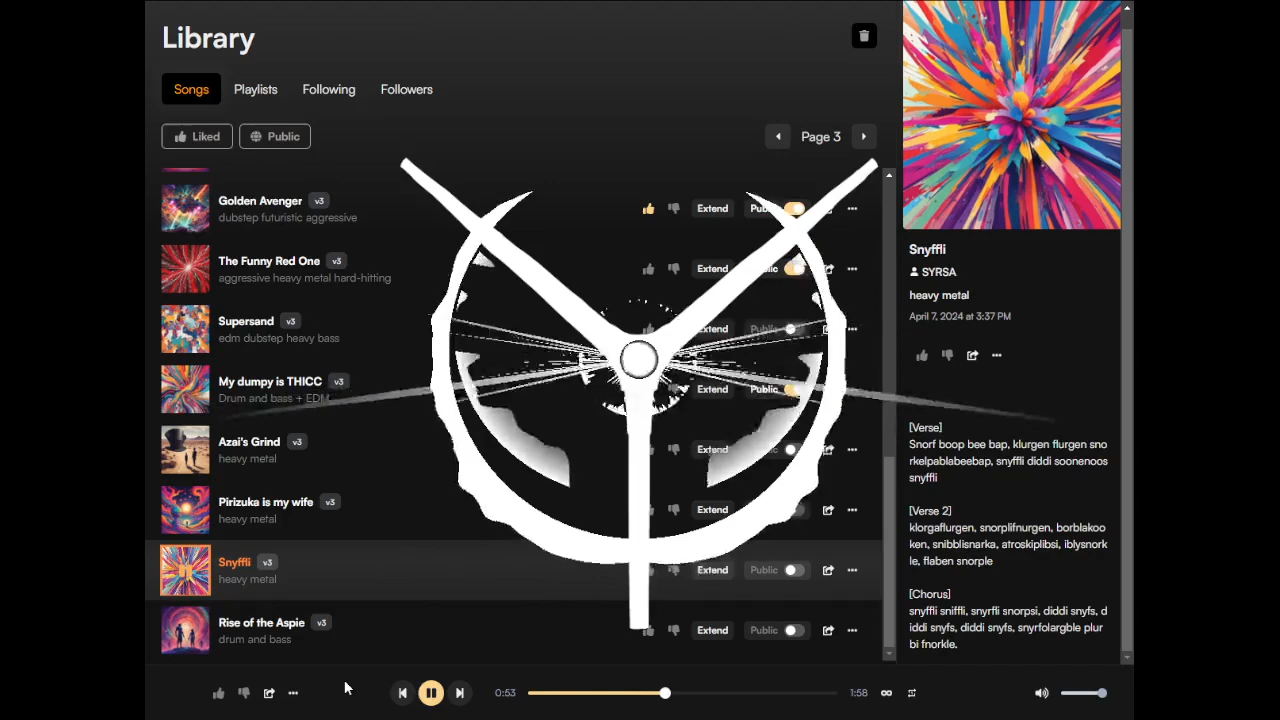 Library
Songs Playlists Following Followers
Liked Public
Page 3
Golden Avenger v3
dubstep futuristic aggressive
Extend
The Funny Red One v3
aggressive heavy metal hard-hitting
Extend
Supersand v3
edm dubstep heavy bass
Extend Public
My dumpy is THICC v3
Drum and bass + EDM
Extend Public
Azai's Grind v3
heavy metal
Extend
Pirizuka is my wife v3
heavy metal
Extend
Snyffli v3
heavy metal
Extend Public
Rise of the Aspie v3
drum and bass
Extend Public
0:53 1:58
Snyffli
SYRSA
heavy metal
April 7, 2024 at 3:37 PM
[Verse]
Snorf boop bee bap, klurgen flurgen sno
rkelpablabeebap, snyffli diddi soonenoos
snyffli
[Verse 2]
klorgaflurgen, snorplifnurgen, borblakoo
ken, snibblisnarka, atroskiplibsi, iblysnork
le, flaben snorple
[Chorus]
snyffli sniffli, snyrfli snorpsi, diddi snyfs, d
iddi snyfs, diddi snyfs, snyrfolargble plur
bi fnorkle.